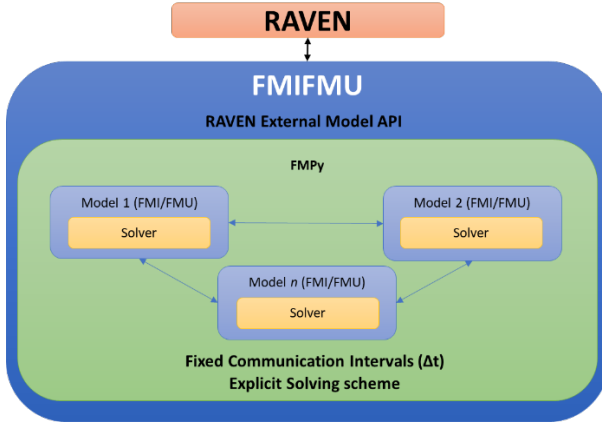 RAVEN
FMIFMU
RAVEN External Model API
FMPy
Model 1 (FMI/FMU)
Solver
Model 2 (FMI/FMU)
Solver
Model n (FMI/FMU)
Solver
Fixed Communication Intervals (Δt)
Explicit Solving scheme